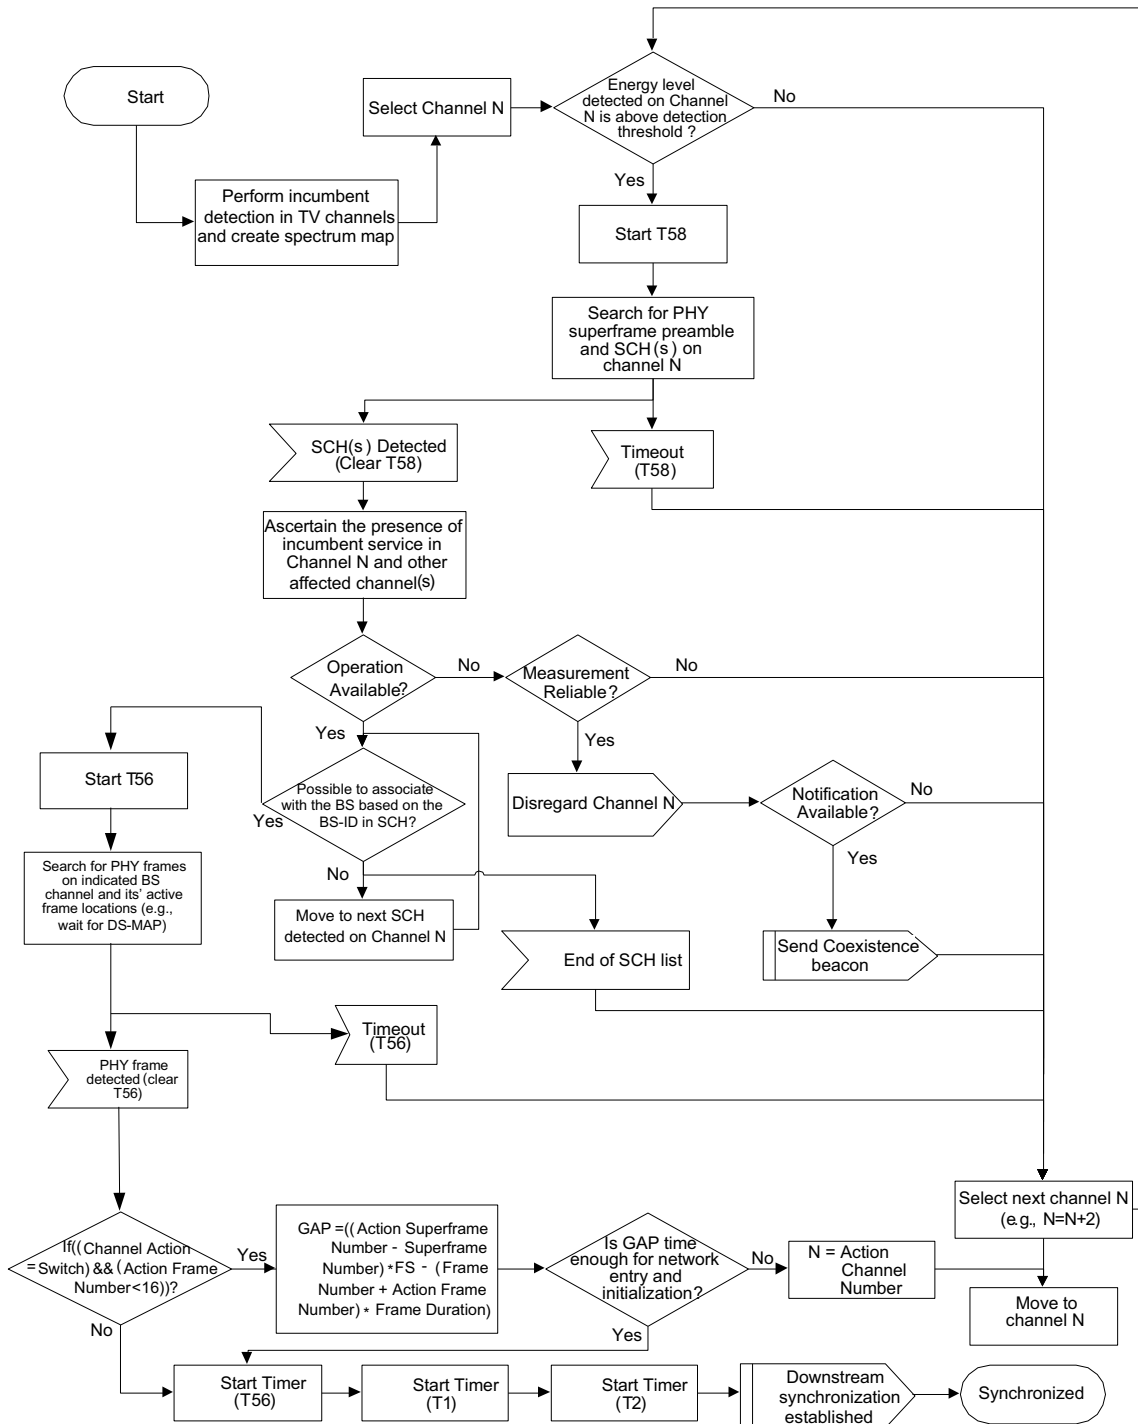 Start
Select Channel N
Energy level
detected on Channel
N is above detection
threshold ?
No
Yes
Perform incumbent
detection in TV channels
and create spectrum map
Start T58
Search for PHY
superframe preamble
and SCH(s) on
channel N
SCH(s) Detected
(Clear T58)
Timeout
(T58)
Ascertain the presence of
incumbent service in
Channel N and other
affected channel(s)
Operation
Available?
No
Measurement
Reliable?
No
Yes
Yes
Start T56
Possible to associate
with the BS based on the
BS-ID in SCH?
Yes
No
Disregard Channel N
Notification
Available?
No
Yes
Search for PHY frames
on indicated BS
channel and its' active
frame locations (e.g.,
wait for DS-MAP)
Move to next SCH
detected on Channel N
End of SCH list
Send Coexistence
beacon
Timeout
(T56)
PHY frame
detected (clear
T56)
Select next channel N
(e.g., N=N+2)
If((Channel Action
=Switch) && (Action Frame
Number<16))?
Yes
No
GAP =((Action Superframe
Number - Superframe
Number) *FS - (Frame
Number + Action Frame
Number) * Frame Duration)
Is GAP time
enough for network
entry and
initialization?
No
Yes
N = Action
Channel
Number
Move to
channel N
Start Timer
(T56)
Start Timer
(T1)
Start Timer
(T2)
Downstream
synchronization
established
Synchronized